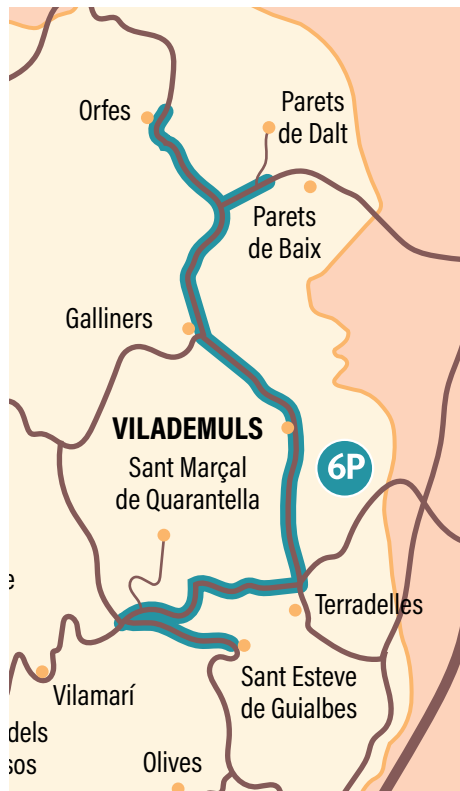 Orfes
Parets
de Dalt
Parets
de Baix
Galliners
VILADEMULS
6P
Sant Marçal
de Quarantella
e
Terradelles
Sant Esteve
de Guialbes
Vilamarí
dels
sos
Olives